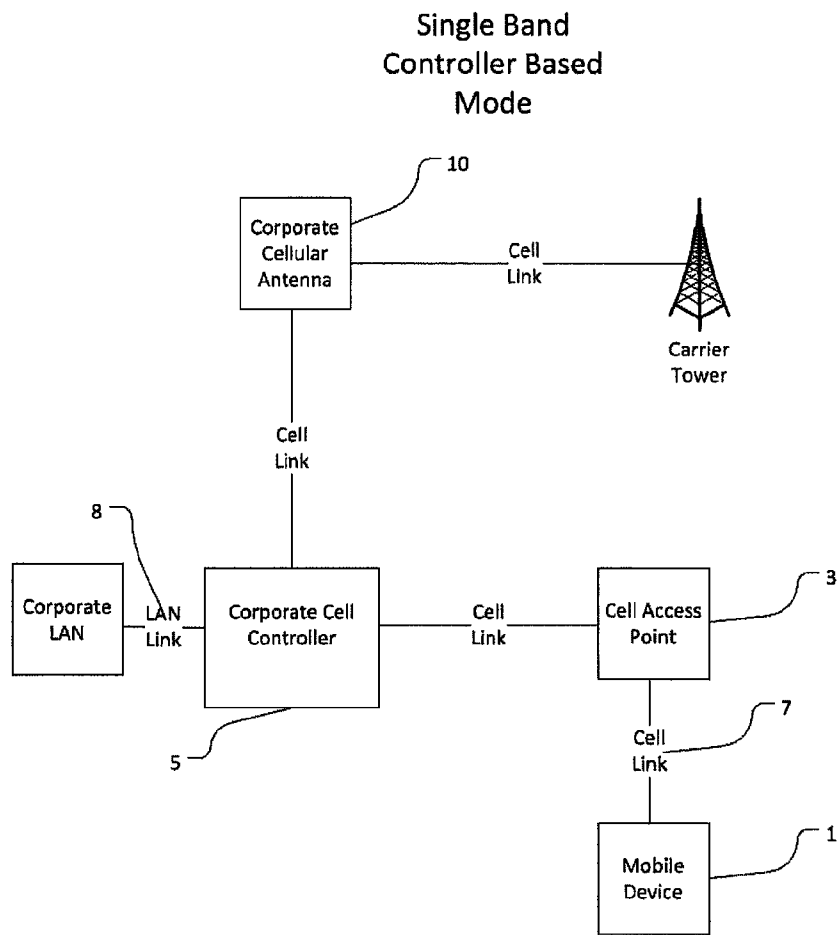 Single Band
Controller Based
Mode
10
Corporate
Cellular
Antenna
Cell
Link
Carrier
Tower
Cell
Link
8
Corporate
LAN
LAN
Link
Corporate Cell
Controller
Cell
Link
Cell Access
Point
3
5
7
Cell
Link
Mobile
Device
1